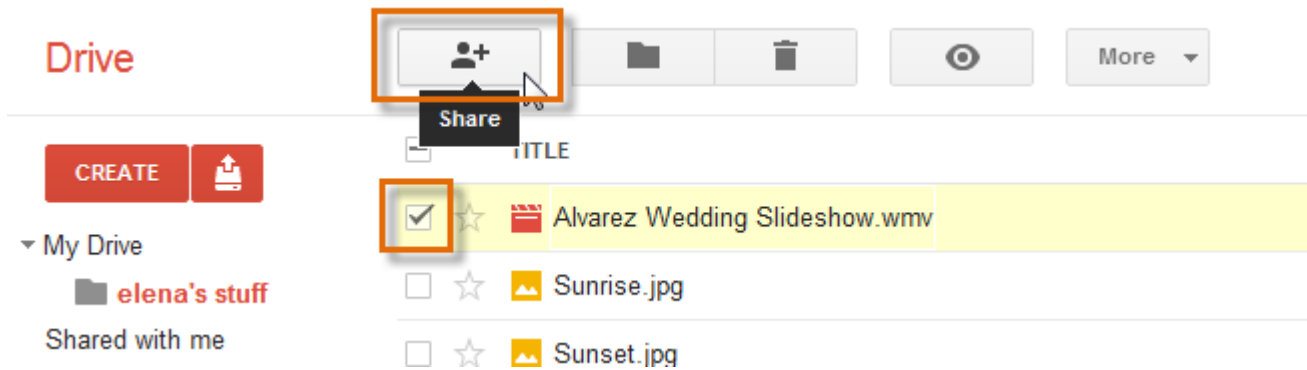 Drive
More
Share
CREATE
TITLE
Alvarez Wedding Slideshow.wmv
My Drive
elena's stuff
Sunrise.jpg
Shared with me
Sunset.jpg